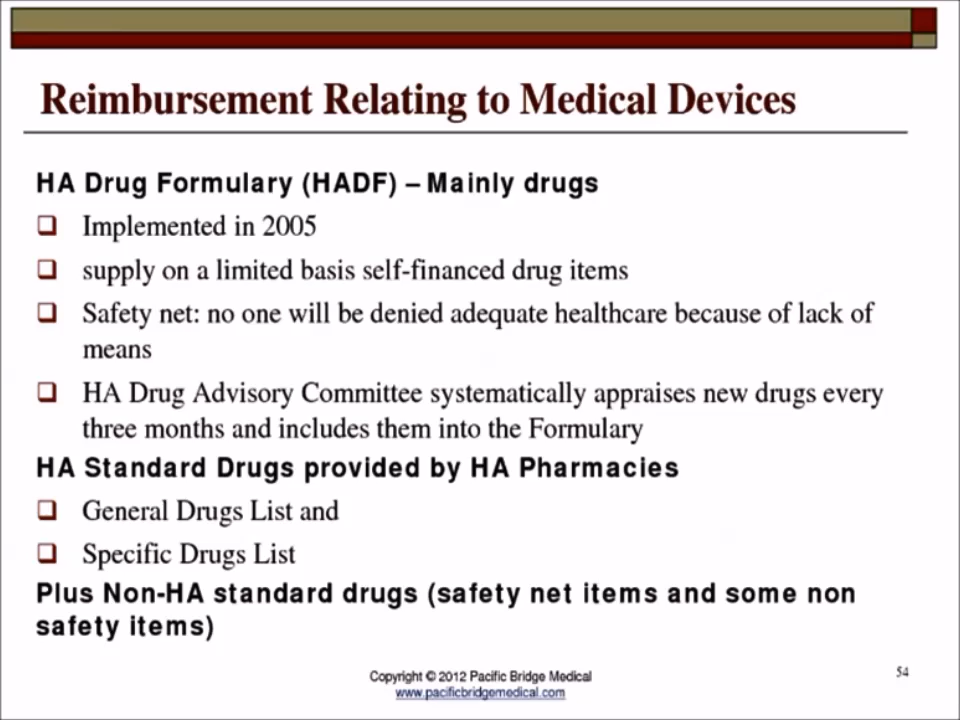 Reimbursement Relating to Medical Devices
HA Drug Formulary (HADF) – Mainly drugs
Implemented in 2005
supply on a limited basis self-financed drug items
Safety net: no one will be denied adequate healthcare because of lack of
means
HA Drug Advisory Committee systematically appraises new drugs every
three months and includes them into the Formulary
HA Standard Drugs provided by HA Pharmacies
General Drugs List and
Specific Drugs List
Plus Non-HA standard drugs (safety net items and some non
safety items)
Copyright © 2012 Pacific Bridge Medical
www.pacificbridgemedical.com
54